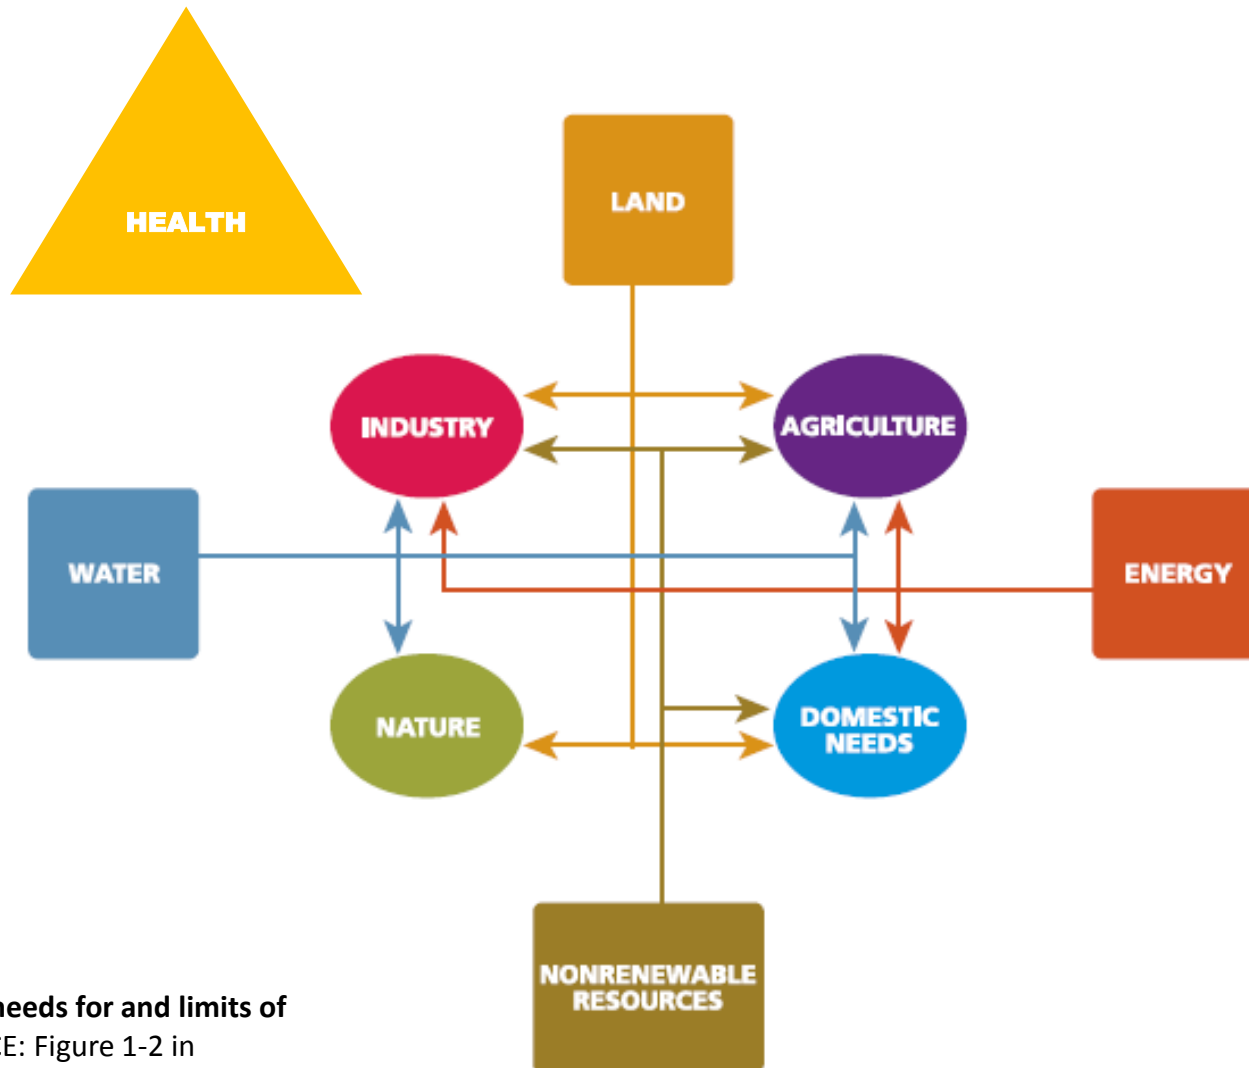 HEALTH
LAND
INDUSTRY
AGRICULTURE
WATER
ENERGY
NATURE
DOMESTIC
NEEDS
NONRENEWABLE
RESOURCES
needs for and limits of
CE: Figure 1-2 in